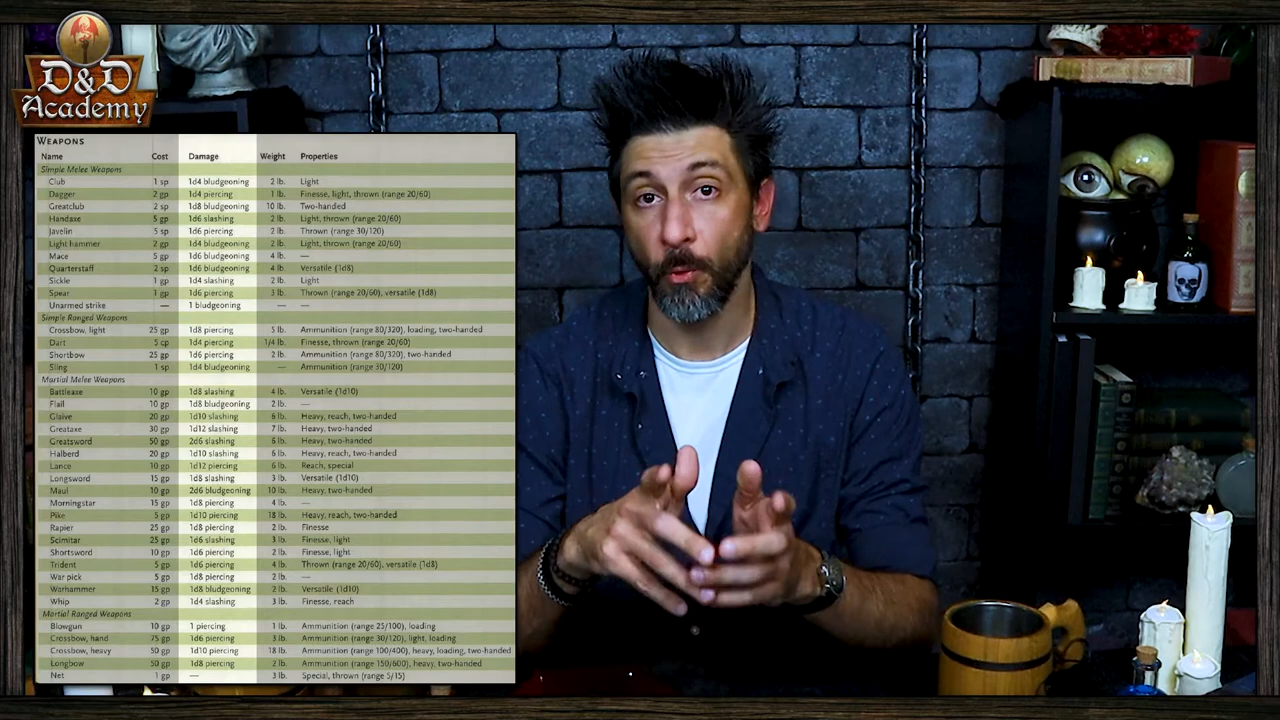 D&D
Academy
WEAPONS
Name Cost Damage Weight Properties
Simple Melee Weapons
Club 1 sp 1d4 bludgeoning 2 lb. Light
Dagger 2 gp 1d4 piercing 1 lb. Finesse, light, thrown (range 20/60)
Greatclub 2 sp 1d8 bludgeoning 10 lb. Two-handed
Handaxe 5 gp 1d6 slashing 2 lb. Light, thrown (range 20/60)
Javelin 5 sp 1d6 piercing 2 lb. Thrown (range 30/120)
Light hammer 2 gp 1d4 bludgeoning 2 lb. Light, thrown (range 20/60)
Mace 5 gp 1d6 bludgeoning 4 lb. —
Quarterstaff 2 sp 1d6 bludgeoning 4 lb. Versatile (1d8)
Sickle 1 gp 1d4 slashing 2 lb. Light
Spear 1 gp 1d6 piercing 3 lb. Thrown (range 20/60), versatile (1d8)
Unarmed strike — 1 bludgeoning — —
Simple Ranged Weapons
Crossbow, light 25 gp 1d8 piercing 5 lb. Ammunition (range 80/320), loading, two-handed
Dart 5 cp 1d4 piercing 1/4 lb. Finesse, thrown (range 20/60)
Shortbow 25 gp 1d6 piercing 2 lb. Ammunition (range 80/320), two-handed
Sling 1 sp 1d4 bludgeoning — Ammunition (range 30/120)
Martial Melee Weapons
Battleaxe 10 gp 1d8 slashing 4 lb. Versatile (1d10)
Flail 10 gp 1d8 bludgeoning 2 lb. —
Glaive 20 gp 1d10 slashing 6 lb. Heavy, reach, two-handed
Greataxe 30 gp 1d12 slashing 7 lb. Heavy, two-handed
Greatsword 50 gp 2d6 slashing 6 lb. Heavy, two-handed
Halberd 20 gp 1d10 slashing 6 lb. Heavy, reach, two-handed
Lance 10 gp 1d12 piercing 6 lb. Reach, special
Longsword 15 gp 1d8 slashing 3 lb. Versatile (1d10)
Maul 10 gp 2d6 bludgeoning 10 lb. Heavy, two-handed
Morningstar 15 gp 1d8 piercing 4 lb. —
Pike 5 gp 1d10 piercing 18 lb. Heavy, reach, two-handed
Rapier 25 gp 1d8 piercing 2 lb. Finesse
Scimitar 25 gp 1d6 slashing 3 lb. Finesse, light
Shortsword 10 gp 1d6 piercing 2 lb. Finesse, light
Trident 5 gp 1d6 piercing 4 lb. Thrown (range 20/60), versatile (1d8)
War pick 5 gp 1d8 piercing 2 lb. —
Warhammer 15 gp 1d8 bludgeoning 2 lb. Versatile (1d10)
Whip 2 gp 1d4 slashing 3 lb. Finesse, reach
Martial Ranged Weapons
Blowgun 10 gp 1 piercing 1 lb. Ammunition (range 25/100), loading
Crossbow, hand 75 gp 1d6 piercing 3 lb. Ammunition (range 30/120), light, loading
Crossbow, heavy 50 gp 1d10 piercing 18 lb. Ammunition (range 100/400), heavy, loading, two-handed
Longbow 50 gp 1d8 piercing 2 lb. Ammunition (range 150/600), heavy, two-handed
Net 1 gp — 3 lb. Special, thrown (range 5/15)